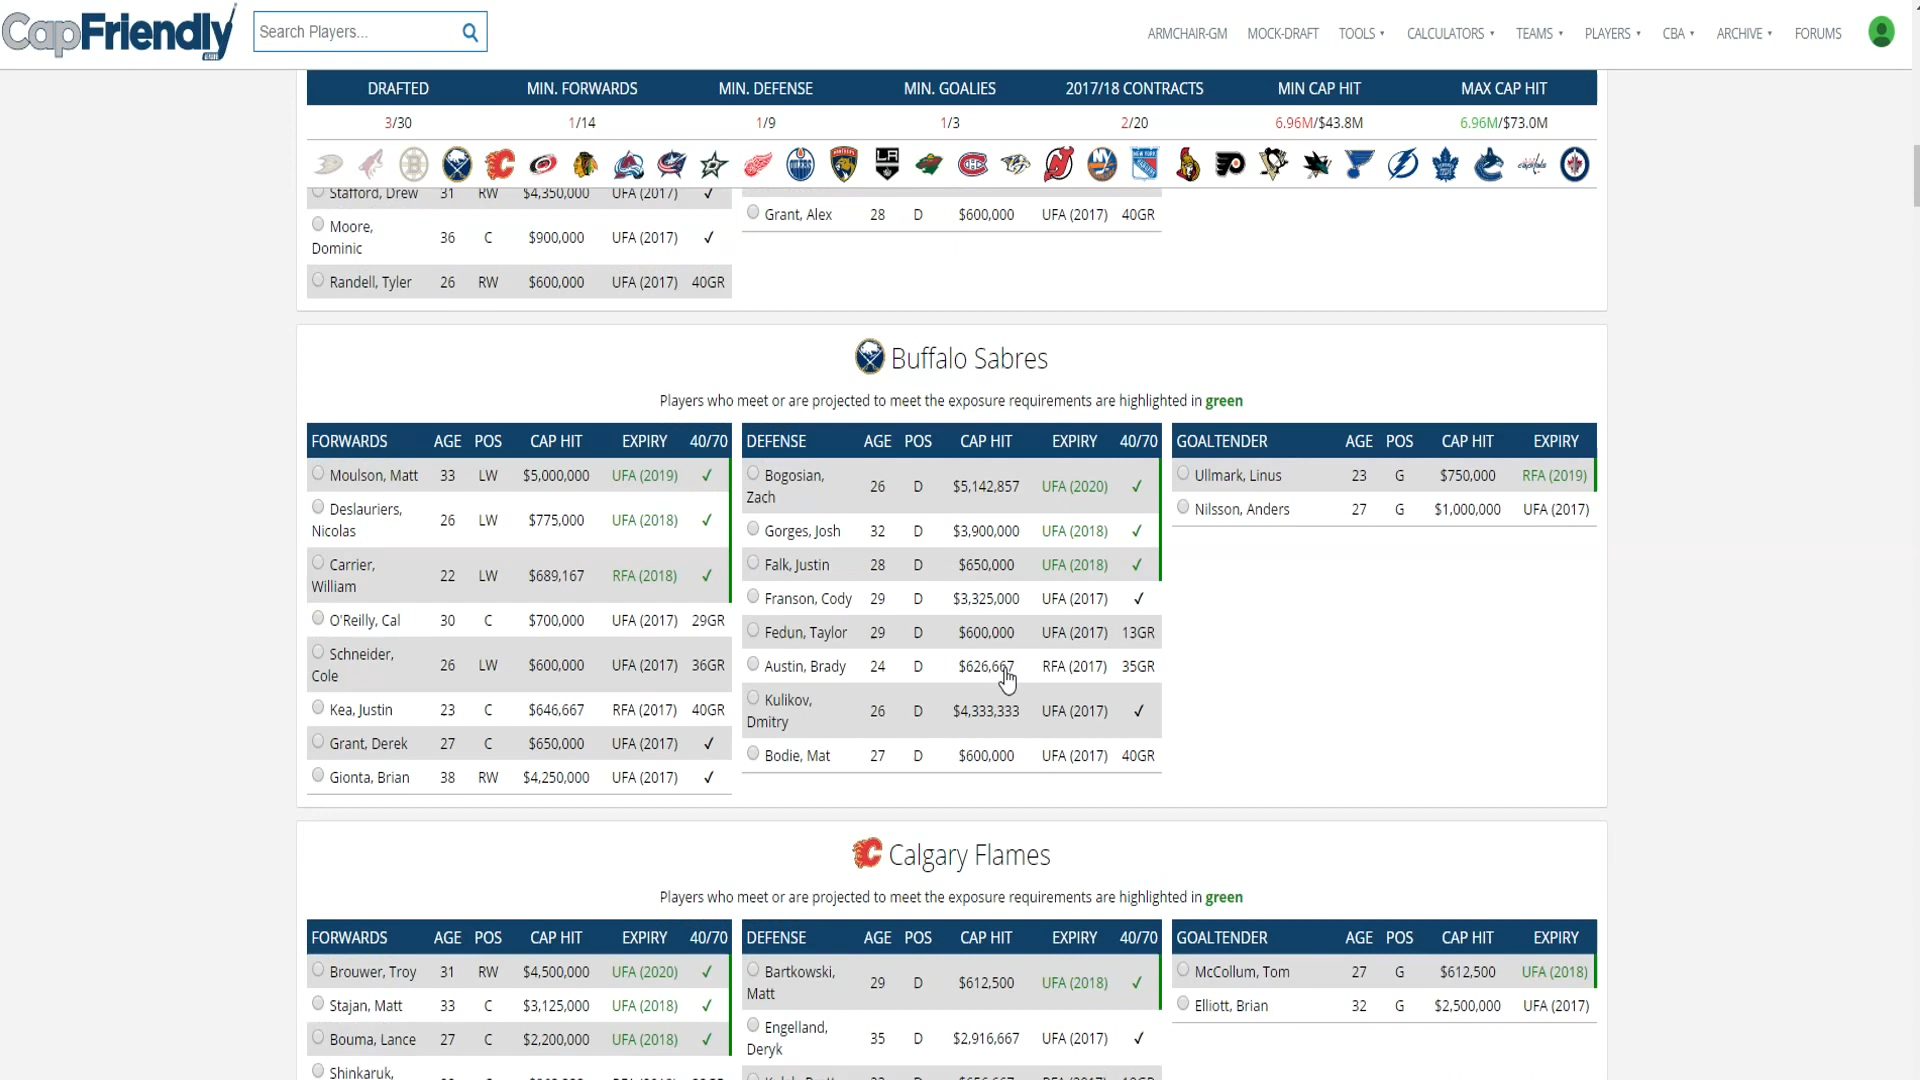 CapFriendly
Search Players...
ARMCHAIR-GM MOCK-DRAFT TOOLS CALCULATORS TEAMS PLAYERS CBA ARCHIVE FORUMS
DRAFTED MIN. FORWARDS MIN. DEFENSE MIN. GOALIES 2017/18 CONTRACTS MIN CAP HIT MAX CAP HIT
3/30 1/14 1/9 1/3 2/20 6.96M/$43.8M 6.96M/$73.0M
Stafford, Drew 31 RW $4,350,000 UFA (2017) ✓
Moore, Dominic 36 C $900,000 UFA (2017) ✓
Randell, Tyler 26 RW $600,000 UFA (2017) 40GR
Grant, Alex 28 D $600,000 UFA (2017) 40GR
Buffalo Sabres
Players who meet or are projected to meet the exposure requirements are highlighted in green
FORWARDS AGE POS CAP HIT EXPIRY 40/70
Moulson, Matt 33 LW $5,000,000 UFA (2019) ✓
Deslauriers, Nicolas 26 LW $775,000 UFA (2018) ✓
Carrier, William 22 LW $689,167 RFA (2018) ✓
O'Reilly, Cal 30 C $700,000 UFA (2017) 29GR
Schneider, Cole 26 LW $600,000 UFA (2017) 36GR
Kea, Justin 23 C $646,667 RFA (2017) 40GR
Grant, Derek 27 C $650,000 UFA (2017) ✓
Gionta, Brian 38 RW $4,250,000 UFA (2017) ✓
DEFENSE AGE POS CAP HIT EXPIRY 40/70
Bogosian, Zach 26 D $5,142,857 UFA (2020) ✓
Gorges, Josh 32 D $3,900,000 UFA (2018) ✓
Falk, Justin 28 D $650,000 UFA (2018) ✓
Franson, Cody 29 D $3,325,000 UFA (2017) ✓
Fedun, Taylor 29 D $600,000 UFA (2017) 13GR
Austin, Brady 24 D $626,667 RFA (2017) 35GR
Kulikov, Dmitry 26 D $4,333,333 UFA (2017) ✓
Bodie, Mat 27 D $600,000 UFA (2017) 40GR
GOALTENDER AGE POS CAP HIT EXPIRY
Ullmark, Linus 23 G $750,000 RFA (2019)
Nilsson, Anders 27 G $1,000,000 UFA (2017)
Calgary Flames
Players who meet or are projected to meet the exposure requirements are highlighted in green
FORWARDS AGE POS CAP HIT EXPIRY 40/70
Brouwer, Troy 31 RW $4,500,000 UFA (2020) ✓
Stajan, Matt 33 C $3,125,000 UFA (2018) ✓
Bouma, Lance 27 C $2,200,000 UFA (2018) ✓
Shinkaruk,
DEFENSE AGE POS CAP HIT EXPIRY 40/70
Bartkowski, Matt 29 D $612,500 UFA (2018) ✓
Engelland, Deryk 35 D $2,916,667 UFA (2017) ✓
GOALTENDER AGE POS CAP HIT EXPIRY
McCollum, Tom 27 G $612,500 UFA (2018)
Elliott, Brian 32 G $2,500,000 UFA (2017)